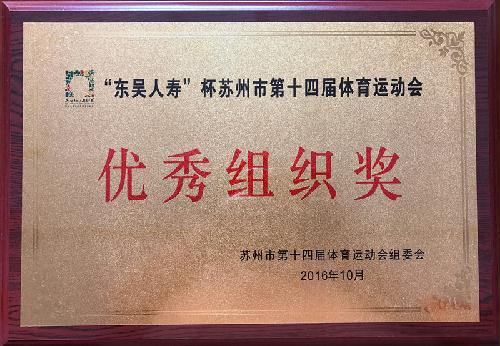 “东吴人寿”杯苏州市第十四届体育运动会
优秀组织奖
苏州市第十四届体育运动会组委会
2016年10月